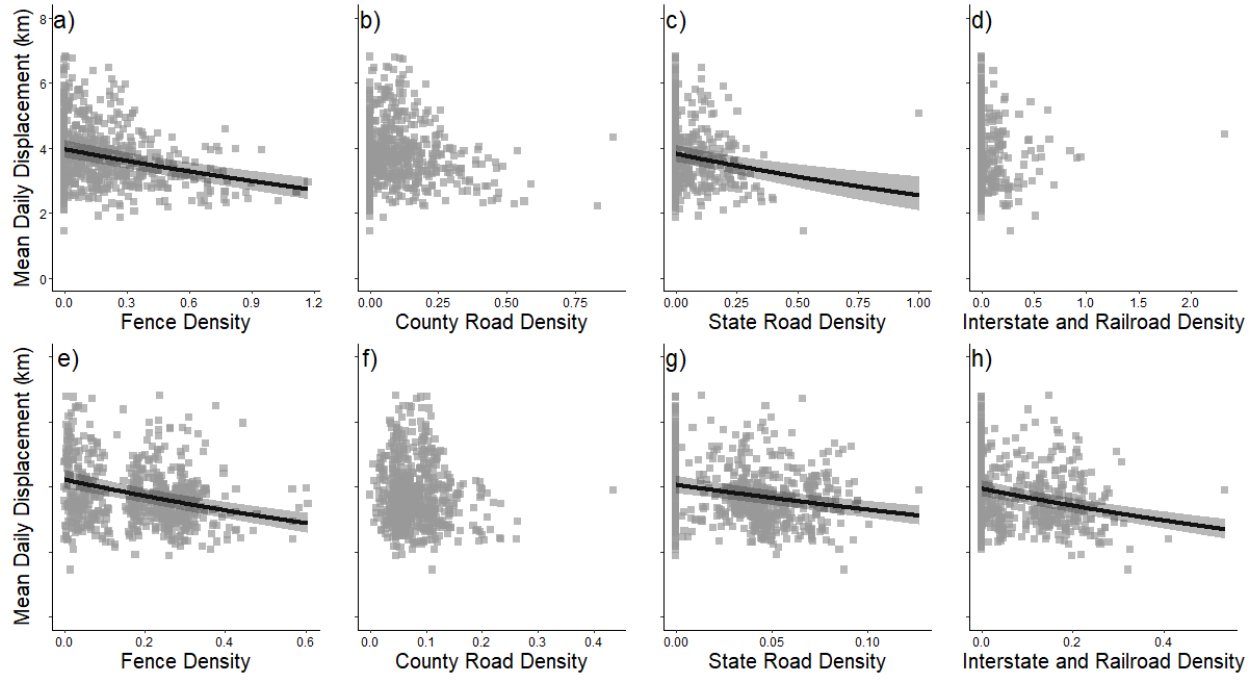 a) b) c) d)
Mean Daily Displacement (km)
8
6
4
2
0
0.0 0.3 0.6 0.9 1.2 0.00 0.25 0.50 0.75 0.00 0.25 0.50 0.75 1.00 0.0 0.5 1.0 1.5 2.0
Fence Density County Road Density State Road Density Interstate and Railroad Density
e) f) g) h)
Mean Daily Displacement (km)
0.0 0.2 0.4 0.6 0.0 0.1 0.2 0.3 0.4 0.00 0.05 0.10 0.0 0.2 0.4
Fence Density County Road Density State Road Density Interstate and Railroad Density